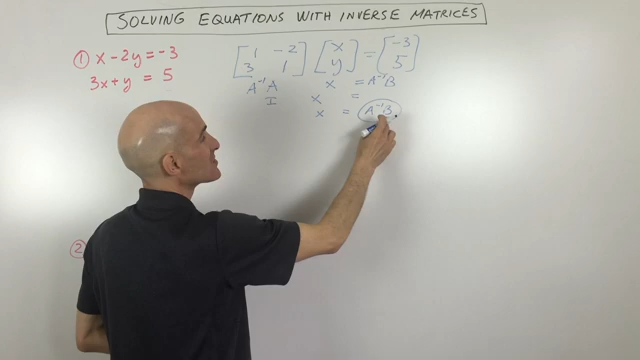 SOLVING EQUATIONS WITH INVERSE MATRICES
① x - 2y = -3
3x + y = 5
[1 -2; 3 1] [x; y] = [-3; 5]
A⁻¹A x = A⁻¹B
I x =
x = A⁻¹B
②